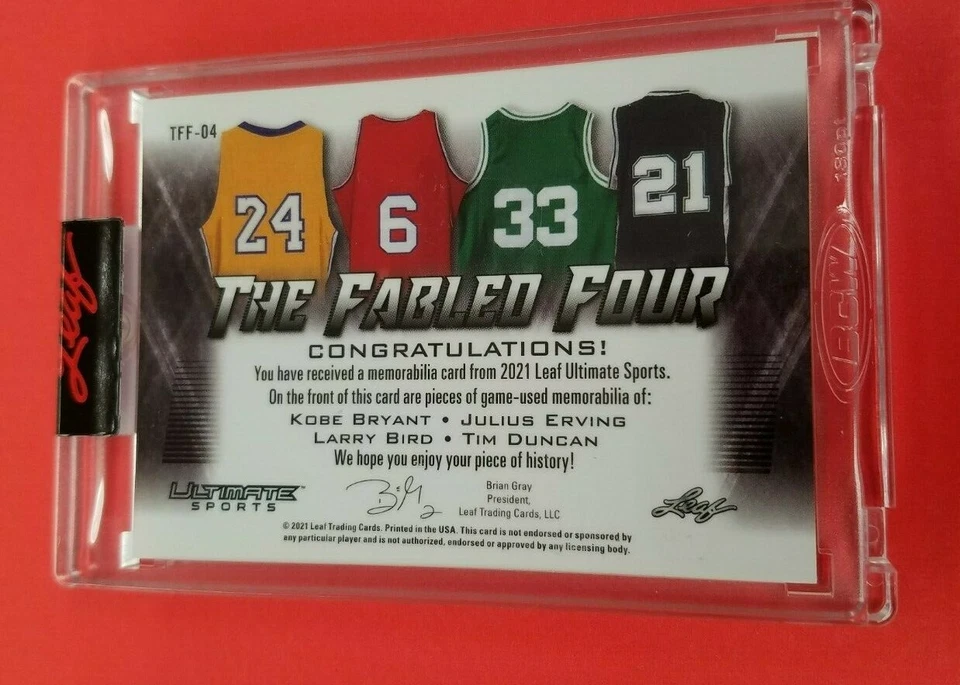 TFF-04
24
6
33
21
THE FABLED FOUR
CONGRATULATIONS!
You have received a memorabilia card from 2021 Leaf Ultimate Sports.
On the front of this card are pieces of game-used memorabilia of:
KOBE BRYANT • JULIUS ERVING
LARRY BIRD • TIM DUNCAN
We hope you enjoy your piece of history!
ULTIMATE
SPORTS
Brian Gray
President,
Leaf Trading Cards, LLC
Leaf
© 2021 Leaf Trading Cards. Printed in the USA. This card is not endorsed or sponsored by
any particular player and is not authorized, endorsed or approved by any licensing body.
Leaf
BCW
180pt